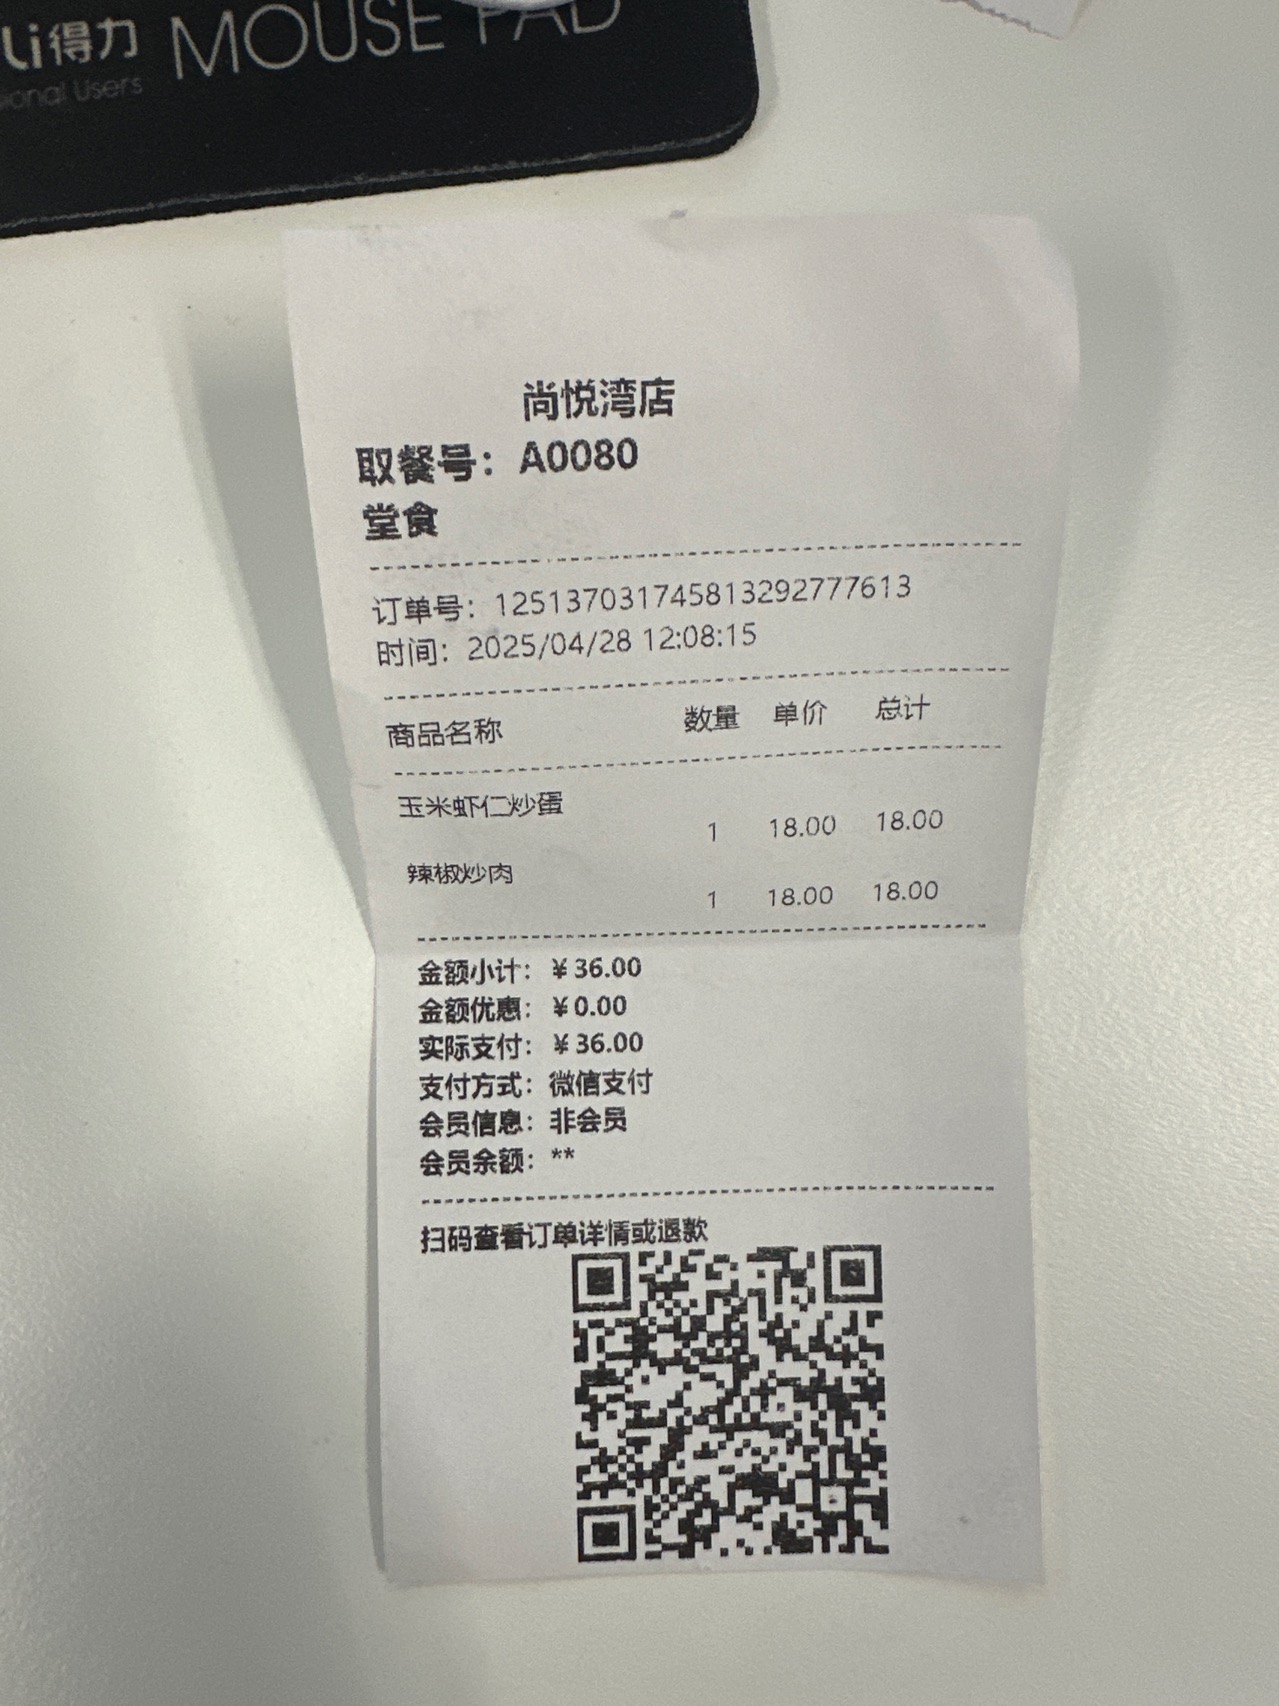 Li得力 MOUSE PAD
ional Users
尚悦湾店
取餐号：A0080
堂食
订单号：12513703174581329277​7613
时间：2025/04/28 12:08:15
商品名称 数量 单价 总计
玉米虾仁炒蛋
1 18.00 18.00
辣椒炒肉
1 18.00 18.00
金额小计：¥36.00
金额优惠：¥0.00
实际支付：¥36.00
支付方式：微信支付
会员信息：非会员
会员余额：**
扫码查看订单详情或退款